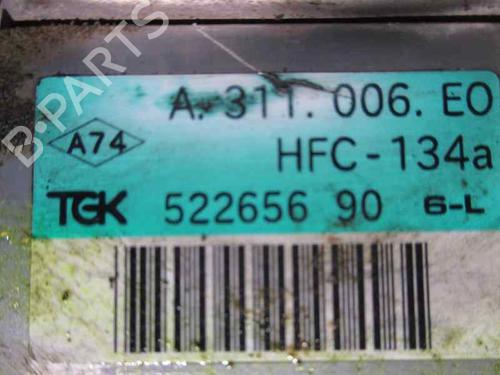 B-PARTS
A. 311. 006. EO
A74
HFC - 134a
TGK 522656 90 6-L